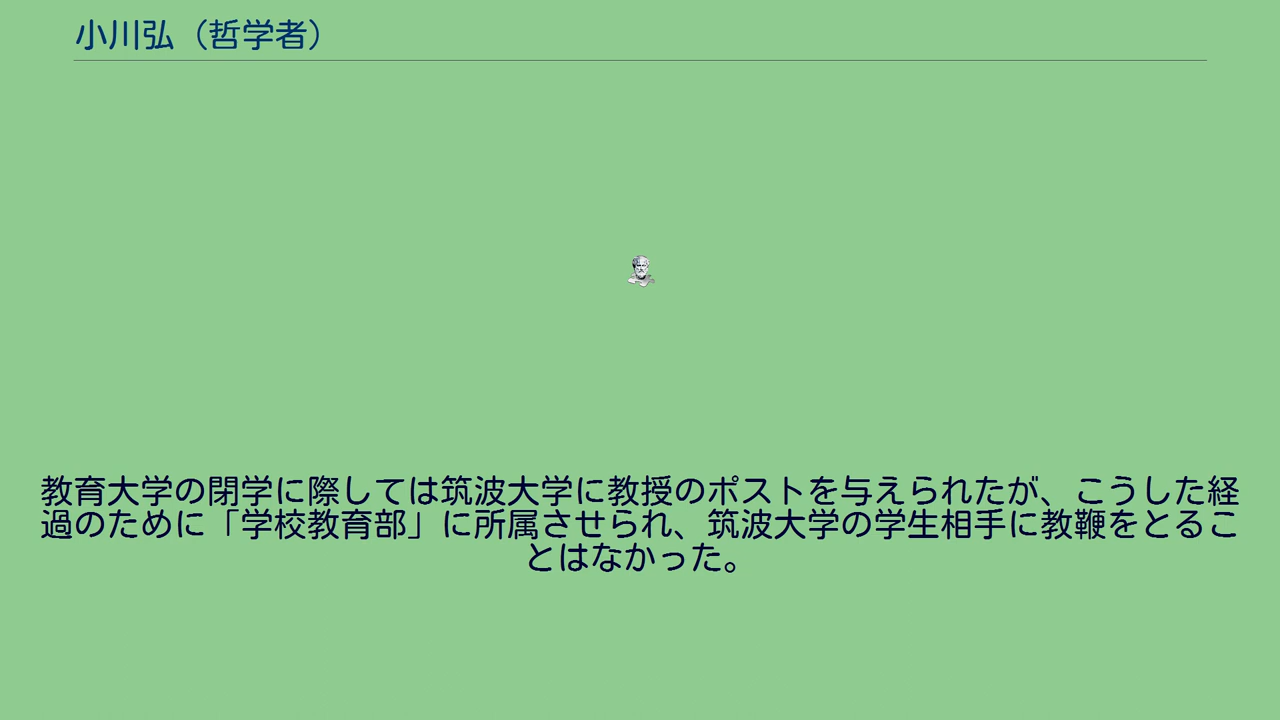 小川弘（哲学者）
教育大学の閉学に際しては筑波大学に教授のポストを与えられたが、こうした経
過のために「学校教育部」に所属させられ、筑波大学の学生相手に教鞭をとるこ
とはなかった。